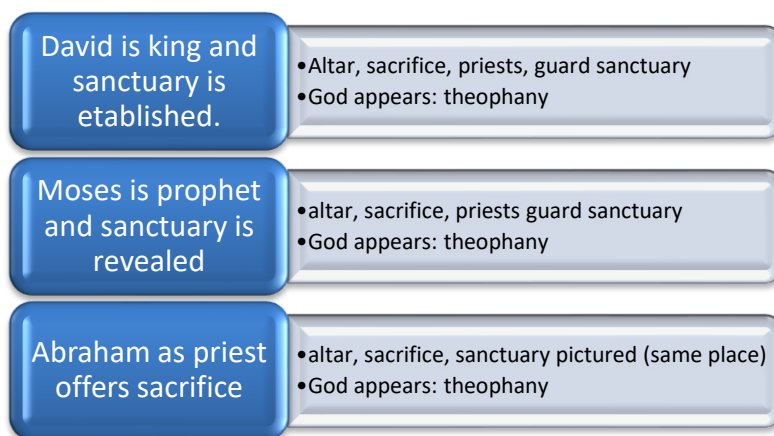 David is king and
sanctuary is
etablished.
•Altar, sacrifice, priests, guard sanctuary
•God appears: theophany
Moses is prophet
and sanctuary is
revealed
•altar, sacrifice, priests guard sanctuary
•God appears: theophany
Abraham as priest
offers sacrifice
•altar, sacrifice, sanctuary pictured (same place)
•God appears: theophany